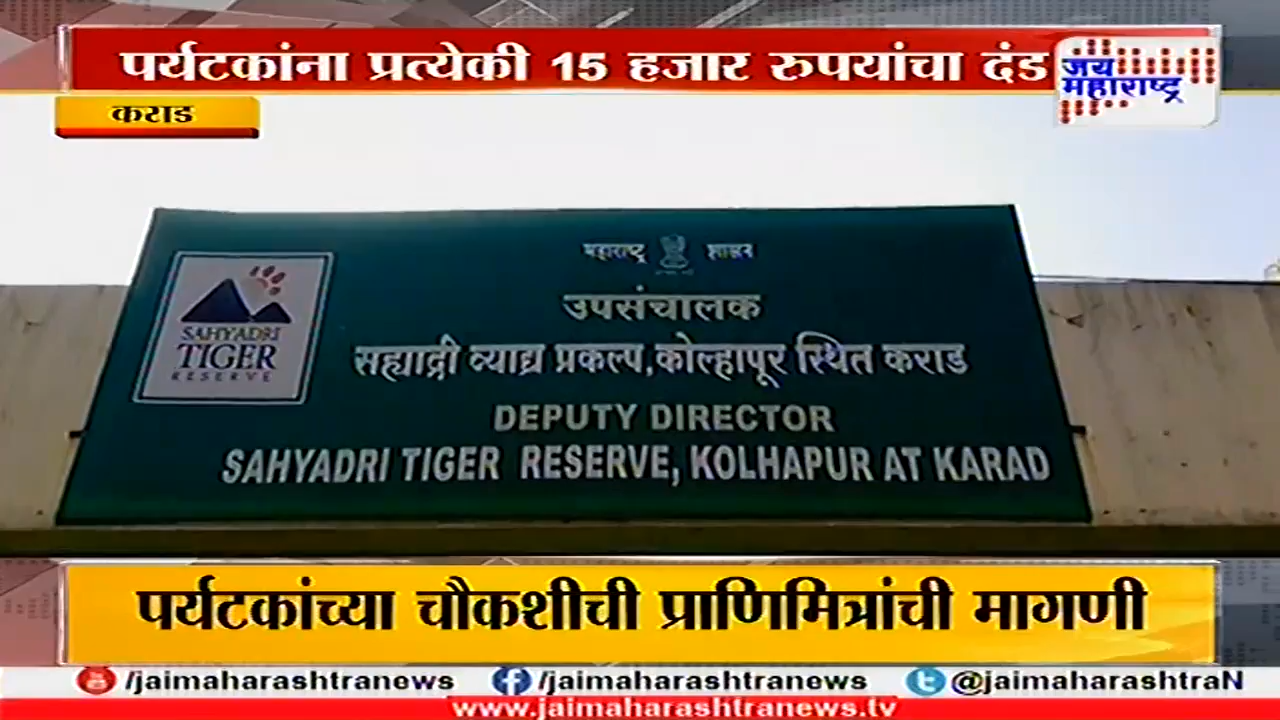 पर्यटकांना प्रत्येकी 15 हजार रुपयांचा दंड
जय
महाराष्ट्र
कराड
महाराष्ट्र शासन
उपसंचालक
SAHYADRI
TIGER
RESERVE
सह्याद्री व्याघ्र प्रकल्प,कोल्हापूर स्थित कराड
DEPUTY DIRECTOR
SAHYADRI TIGER RESERVE, KOLHAPUR AT KARAD
पर्यटकांच्या चौकशीची प्राणिमित्रांची मागणी
/jaimaharashtranews /jaimaharashtranews @jaimaharashtraN
www.jaimaharashtranews.tv